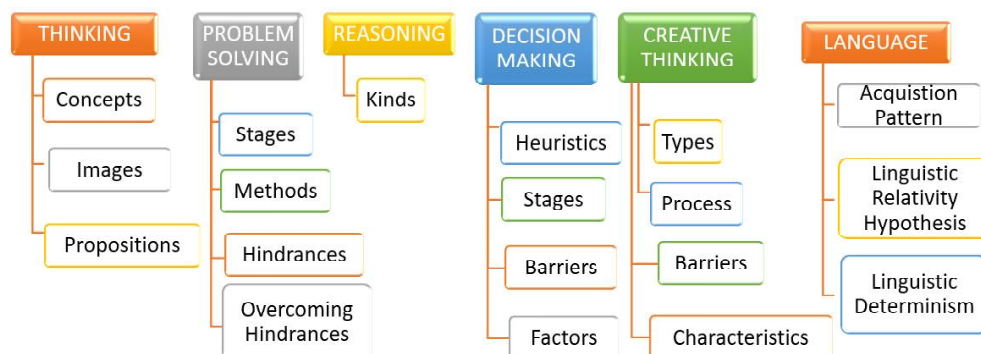 THINKING
Concepts
Images
Propositions
PROBLEM
SOLVING
Stages
Methods
Hindrances
Overcoming
Hindrances
REASONING
Kinds
DECISION
MAKING
Heuristics
Stages
Barriers
Factors
CREATIVE
THINKING
Types
Process
Barriers
Characteristics
LANGUAGE
Acquistion
Pattern
Linguistic
Relativity
Hypothesis
Linguistic
Determinism